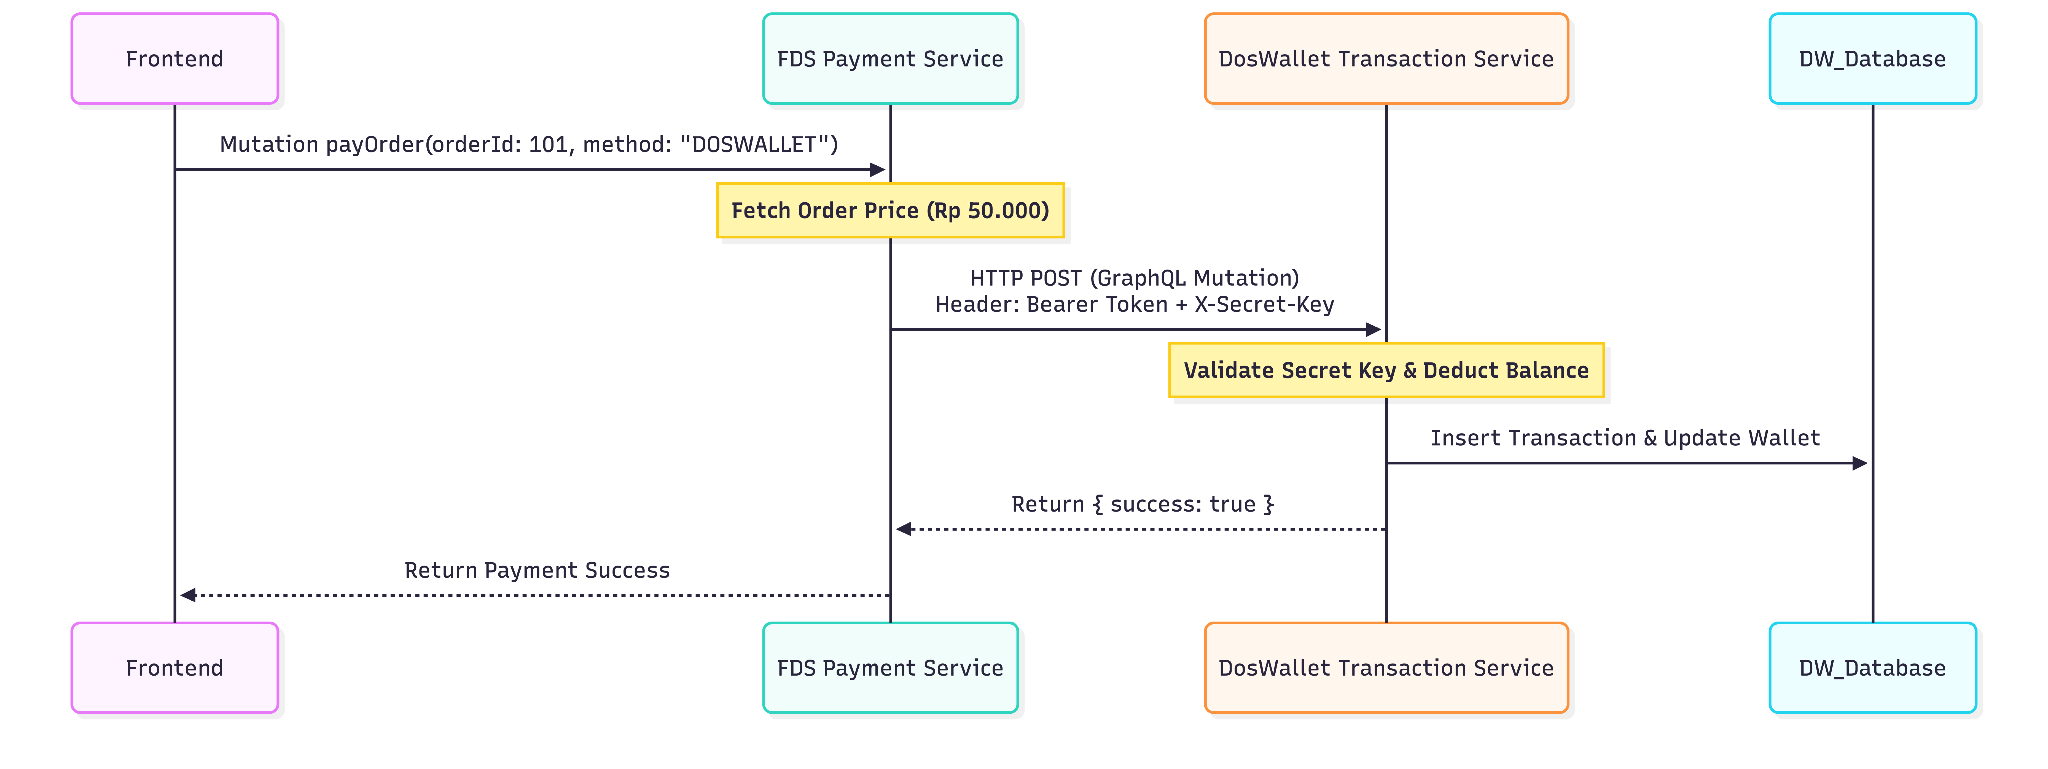 Frontend
FDS Payment Service
DosWallet Transaction Service
DW_Database
Mutation payOrder(orderId: 101, method: "DOSWALLET")
Fetch Order Price (Rp 50.000)
HTTP POST (GraphQL Mutation)
Header: Bearer Token + X-Secret-Key
Validate Secret Key & Deduct Balance
Insert Transaction & Update Wallet
Return { success: true }
Return Payment Success
Frontend
FDS Payment Service
DosWallet Transaction Service
DW_Database